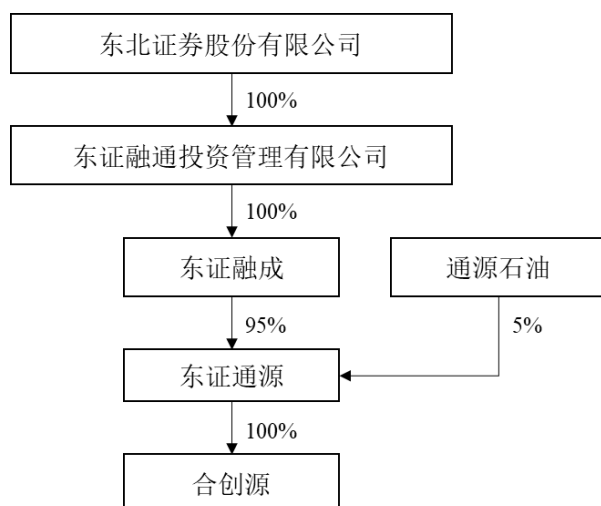 东北证券股份有限公司
100%
东证融通投资管理有限公司
100%
东证融成
通源石油
95%
5%
东证通源
100%
合创源